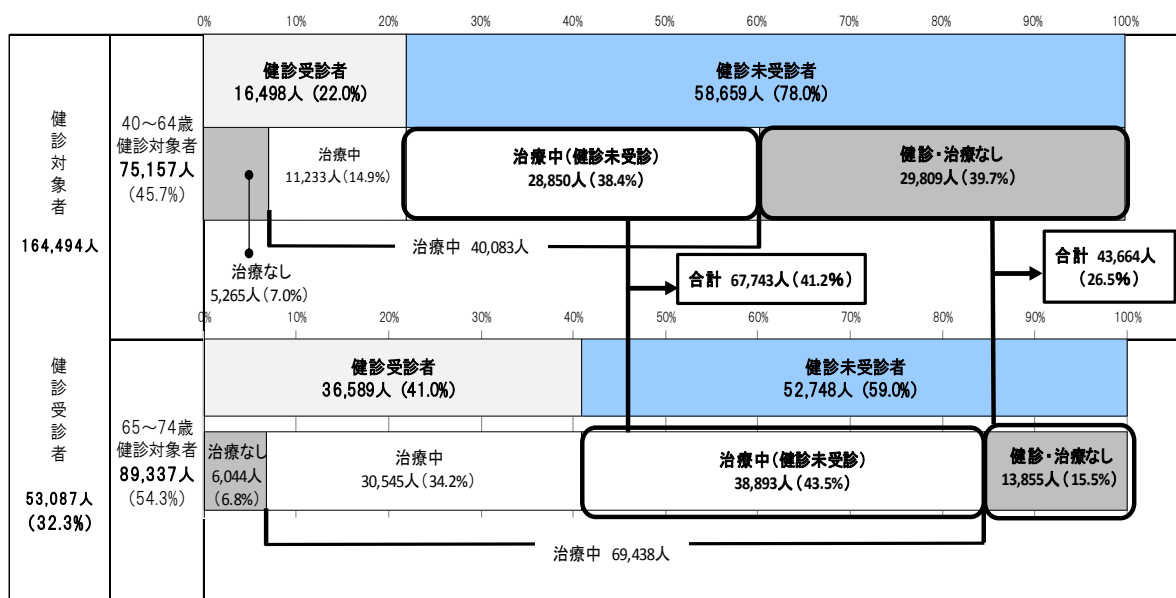 0% 10% 20% 30% 40% 50% 60% 70% 80% 90% 100%
健診対象者
164,494人
40～64歳
健診対象者
75,157人
(45.7%)
健診受診者
16,498人 (22.0%)
健診未受診者
58,659人 (78.0%)
治療中
11,233人(14.9%)
治療中(健診未受診)
28,850人(38.4%)
健診・治療なし
29,809人(39.7%)
治療中 40,083人
治療なし
5,265人(7.0%)
合計 67,743人(41.2%)
合計 43,664人
(26.5%)
0% 10% 20% 30% 40% 50% 60% 70% 80% 90% 100%
健診受診者
53,087人
(32.3%)
65～74歳
健診対象者
89,337人
(54.3%)
健診受診者
36,589人 (41.0%)
健診未受診者
52,748人 (59.0%)
治療なし
6,044人
(6.8%)
治療中
30,545人(34.2%)
治療中(健診未受診)
38,893人(43.5%)
健診・治療なし
13,855人(15.5%)
治療中 69,438人